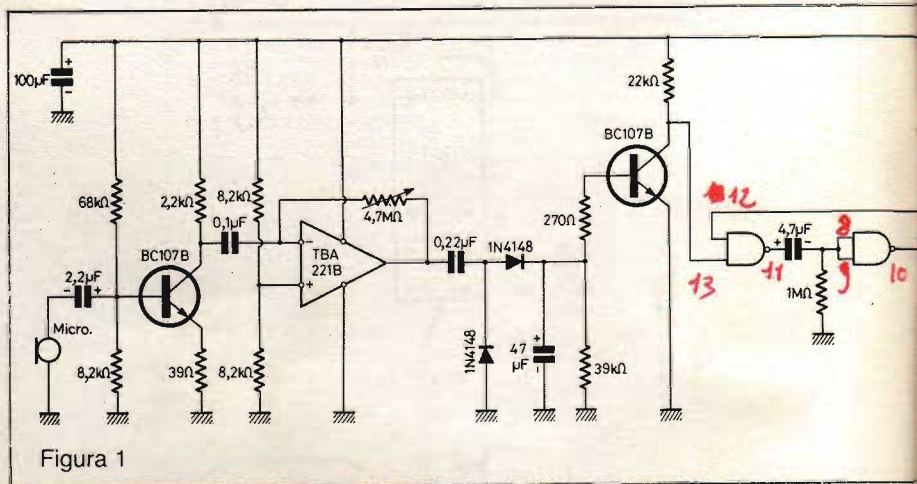 100µF
+
-
68kΩ
2,2kΩ
8,2kΩ
4,7MΩ
22kΩ
BC107B
12
0,1µF
TBA
221B
-
+
0,22µF
1N4148
270Ω
4,7µF
+
-
8
9
10
11
13
BC107B
2,2µF
-
+
Micro.
8,2kΩ
39Ω
8,2kΩ
1N4148
47
µF
+
-
39kΩ
1MΩ
Figura 1